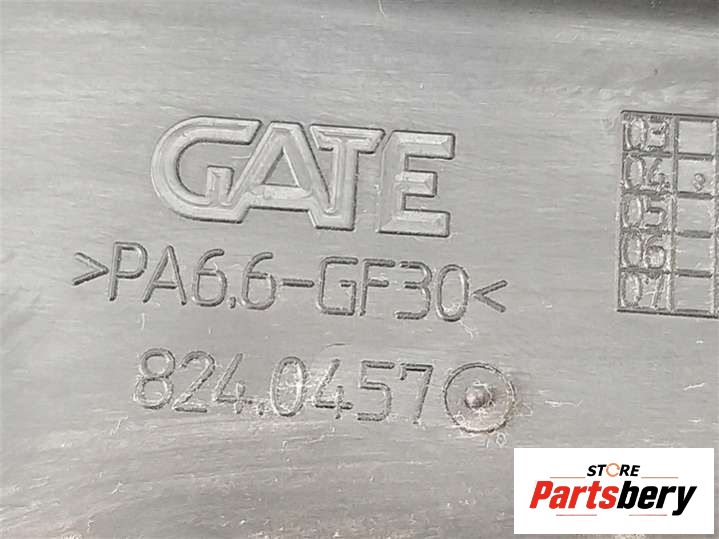 GATE
>PA6,6-GF30<
824.0457
03
04
05
06
07
STORE
Partsbery